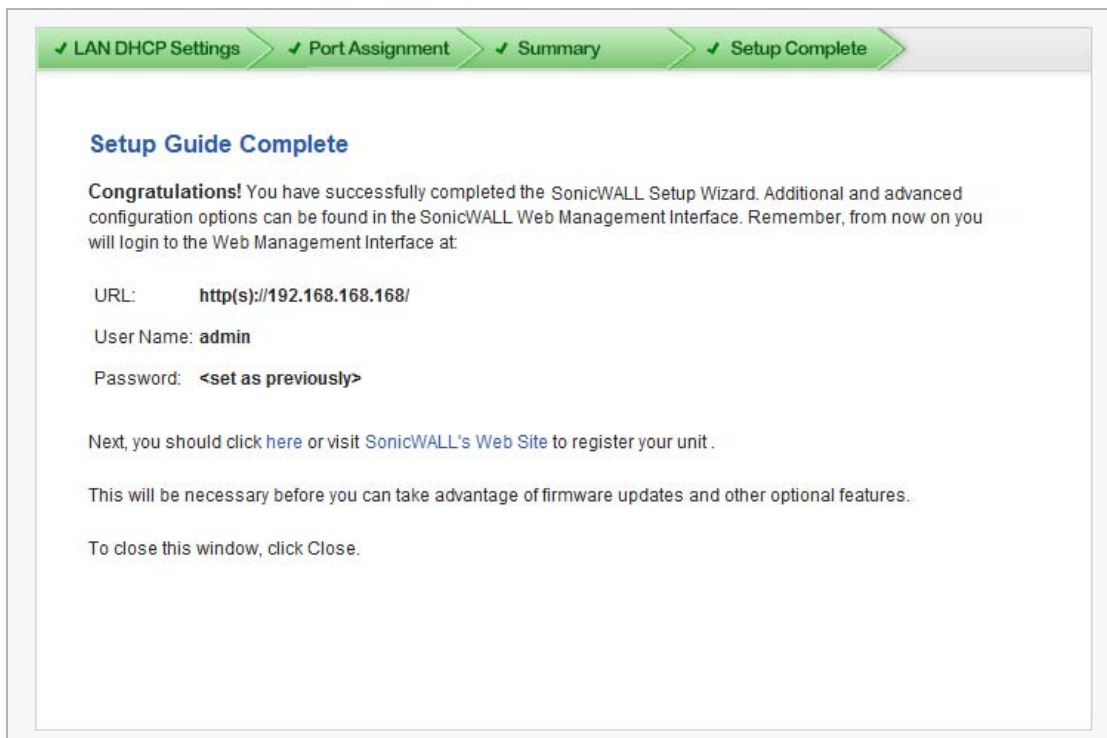 ✓ LAN DHCP Settings ✓ Port Assignment ✓ Summary ✓ Setup Complete
Setup Guide Complete
Congratulations! You have successfully completed the SonicWALL Setup Wizard. Additional and advanced
configuration options can be found in the SonicWALL Web Management Interface. Remember, from now on you
will login to the Web Management Interface at:
URL: http(s)://192.168.168.168/
User Name: admin
Password: <set as previously>
Next, you should click here or visit SonicWALL's Web Site to register your unit .
This will be necessary before you can take advantage of firmware updates and other optional features.
To close this window, click Close.